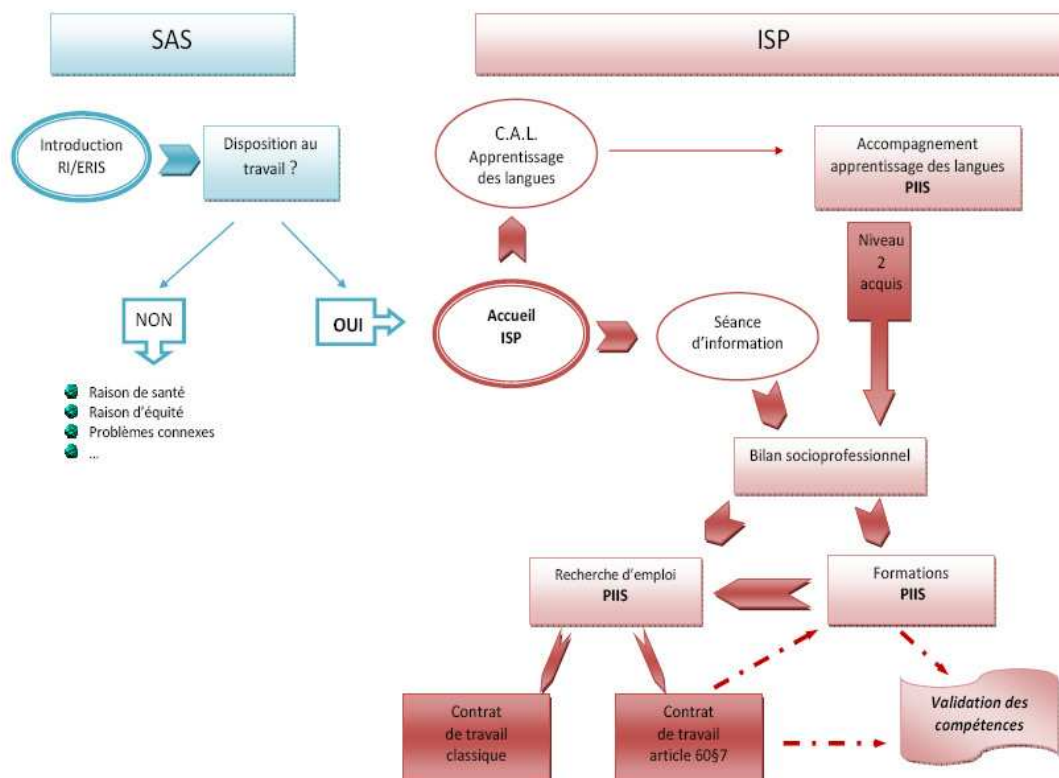 SAS
ISP
Introduction
RI/ERIS
Disposition au
travail ?
C.A.L.
Apprentissage
des langues
Accompagnement
apprentissage des langues
PIIS
Niveau
2
acquis
NON
OUI
Accueil
ISP
Séance
d'information
Raison de santé
Raison d'équité
Problèmes connexes
...
Bilan socioprofessionnel
Recherche d'emploi
PIIS
Formations
PIIS
Contrat
de travail
classique
Contrat
de travail
article 60§7
Validation des
compétences